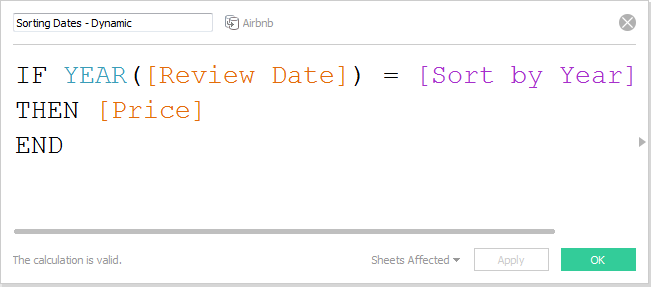 Sorting Dates - Dynamic
Airbnb
IF YEAR([Review Date]) = [Sort by Year]
THEN [Price]
END
The calculation is valid.
Sheets Affected
Apply
OK